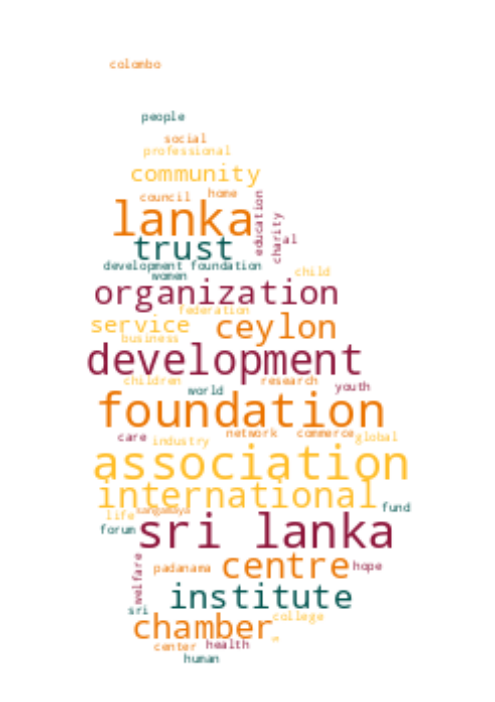 colombo
people
social
professional
community
council home
lanka
education
charity
al
trust
development foundation
women
child
organization
federation
service ceylon
business
development
children research
world youth
foundation
care industry network commerce global
association
international
life sangamaya fund
forum sri lanka
welfare padanama centre hope
institute
sri
chamber college
center health
human